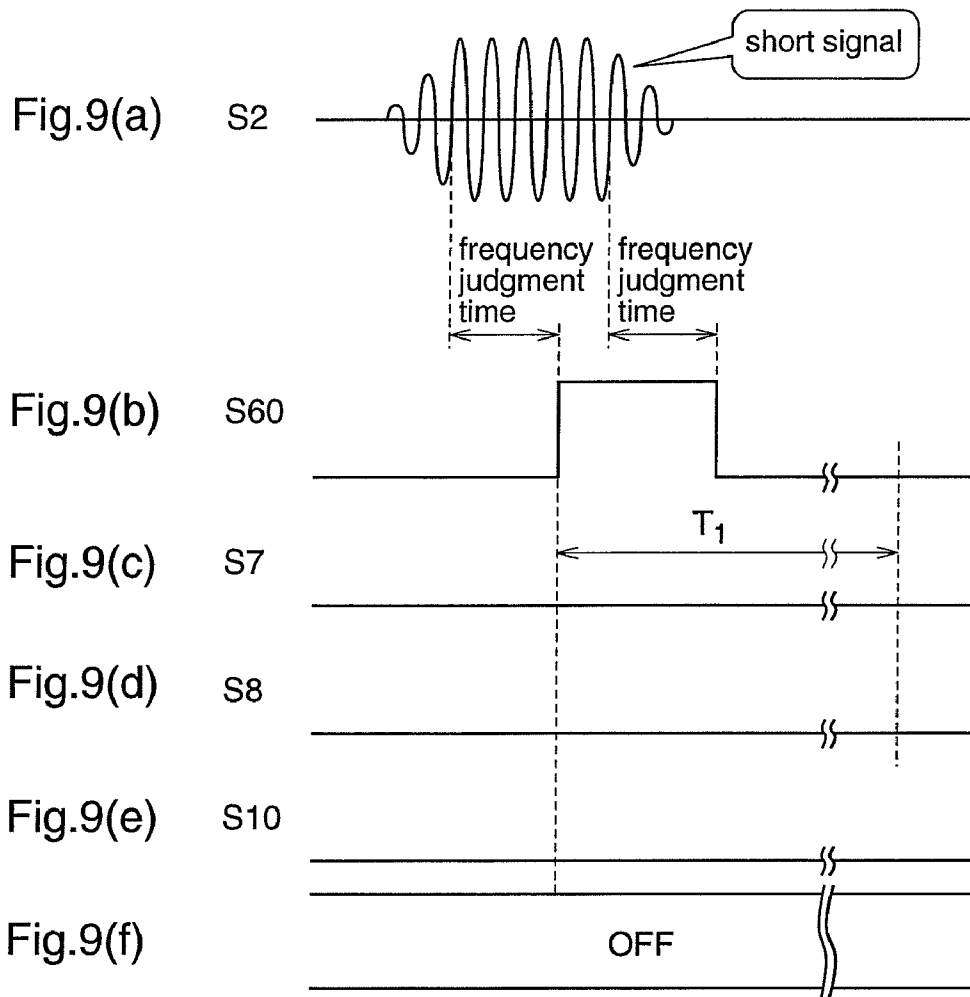 short signal
Fig.9(a) S2
frequency
judgment
time
frequency
judgment
time
Fig.9(b) S60
T1
Fig.9(c) S7
Fig.9(d) S8
Fig.9(e) S10
Fig.9(f) OFF